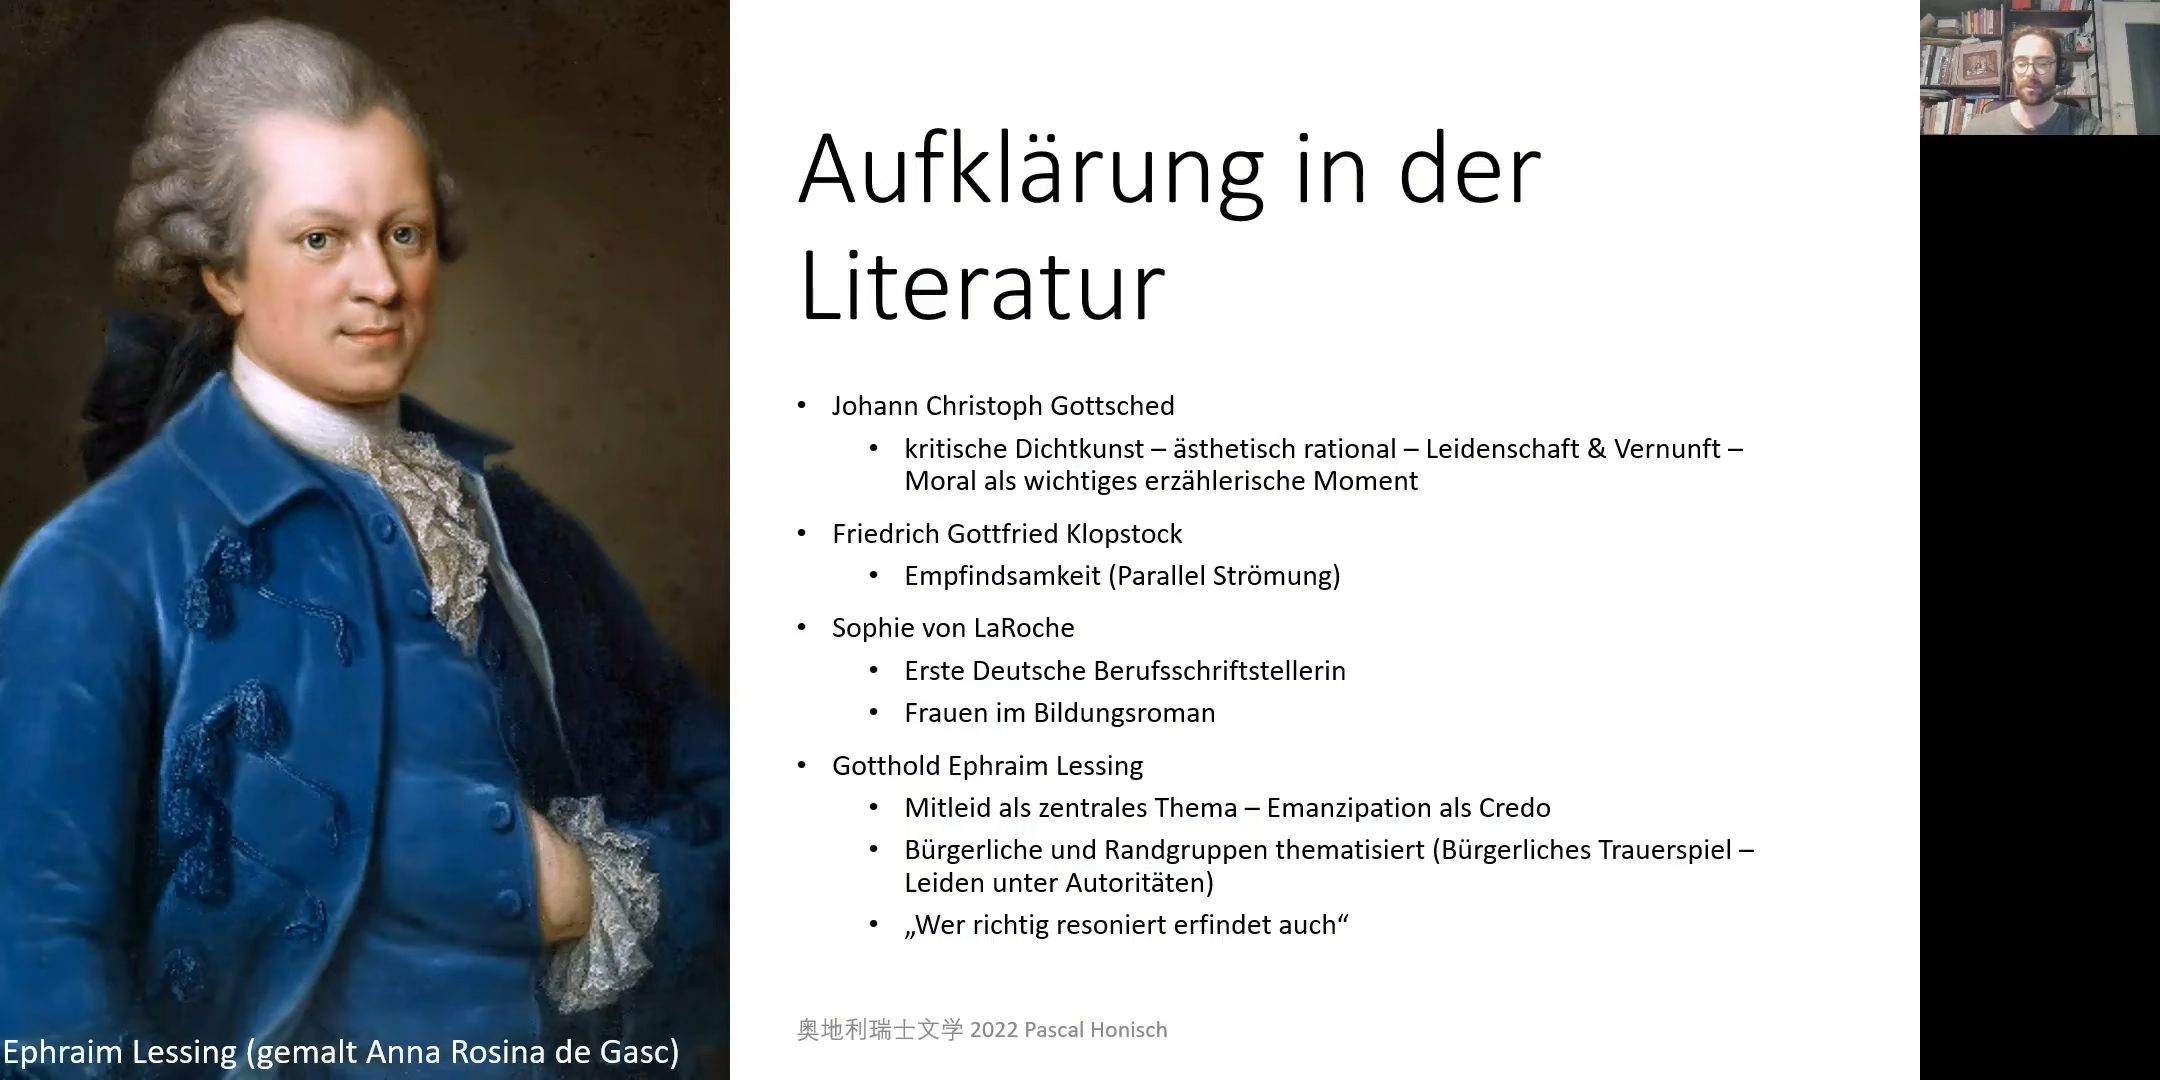 Aufklärung in der
Literatur
• Johann Christoph Gottsched
• kritische Dichtkunst – ästhetisch rational – Leidenschaft & Vernunft –
Moral als wichtiges erzählerische Moment
• Friedrich Gottfried Klopstock
• Empfindsamkeit (Parallel Strömung)
• Sophie von LaRoche
• Erste Deutsche Berufsschriftstellerin
• Frauen im Bildungsroman
• Gotthold Ephraim Lessing
• Mitleid als zentrales Thema – Emanzipation als Credo
• Bürgerliche und Randgruppen thematisiert (Bürgerliches Trauerspiel –
Leiden unter Autoritäten)
• „Wer richtig resoniert erfindet auch“
奥地利瑞士文学 2022 Pascal Honisch
Ephraim Lessing (gemalt Anna Rosina de Gasc)